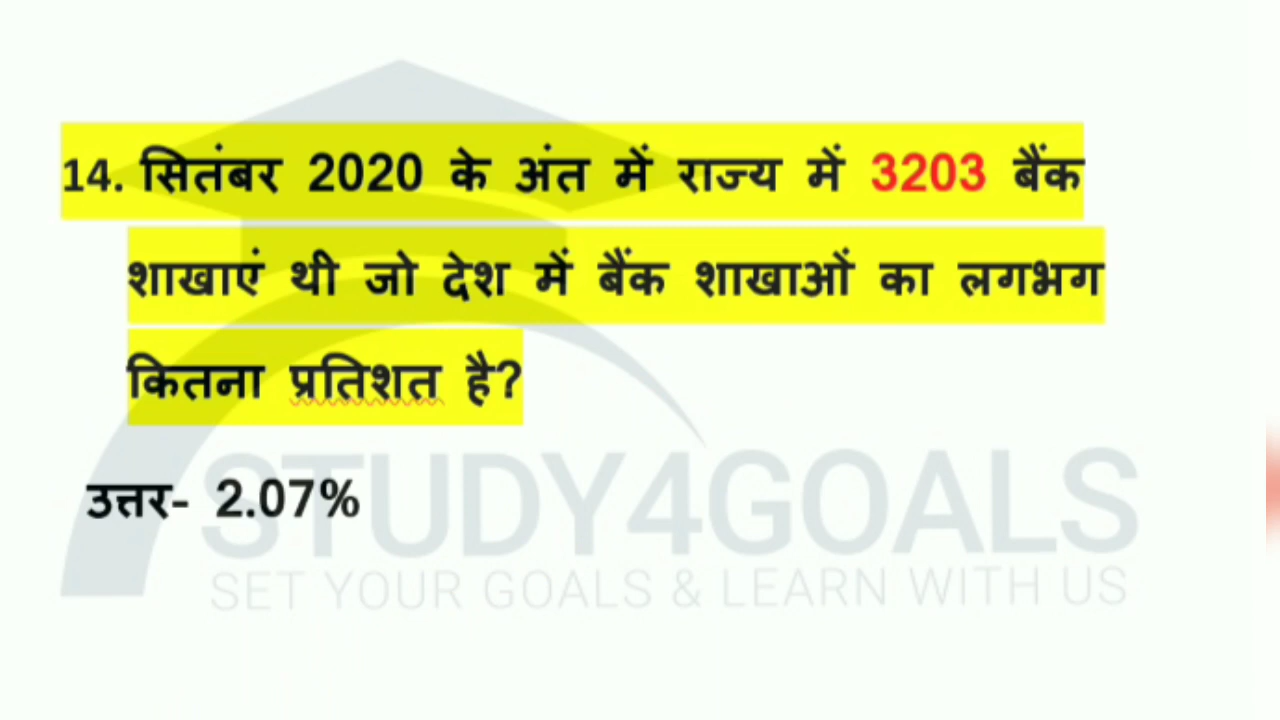 14. सितंबर 2020 के अंत में राज्य में 3203 बैंक
शाखाएं थी जो देश में बैंक शाखाओं का लगभग
कितना प्रतिशत है?
उत्तर- 2.07%
STUDY4GOALS
SET YOUR GOALS & LEARN WITH US